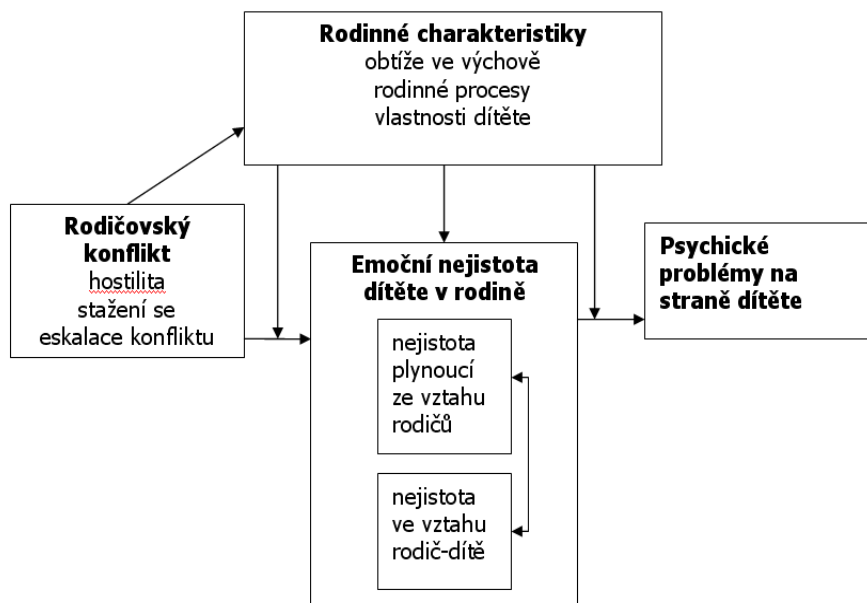 Rodinné charakteristiky
obtíže ve výchově
rodinné procesy
vlastnosti dítěte
Rodičovský
konflikt
hostilita
stažení se
eskalace konfliktu
Emoční nejistota
dítěte v rodině
nejistota
plynoucí
ze vztahu
rodičů
nejistota
ve vztahu
rodič-dítě
Psychické
problémy na
straně dítěte